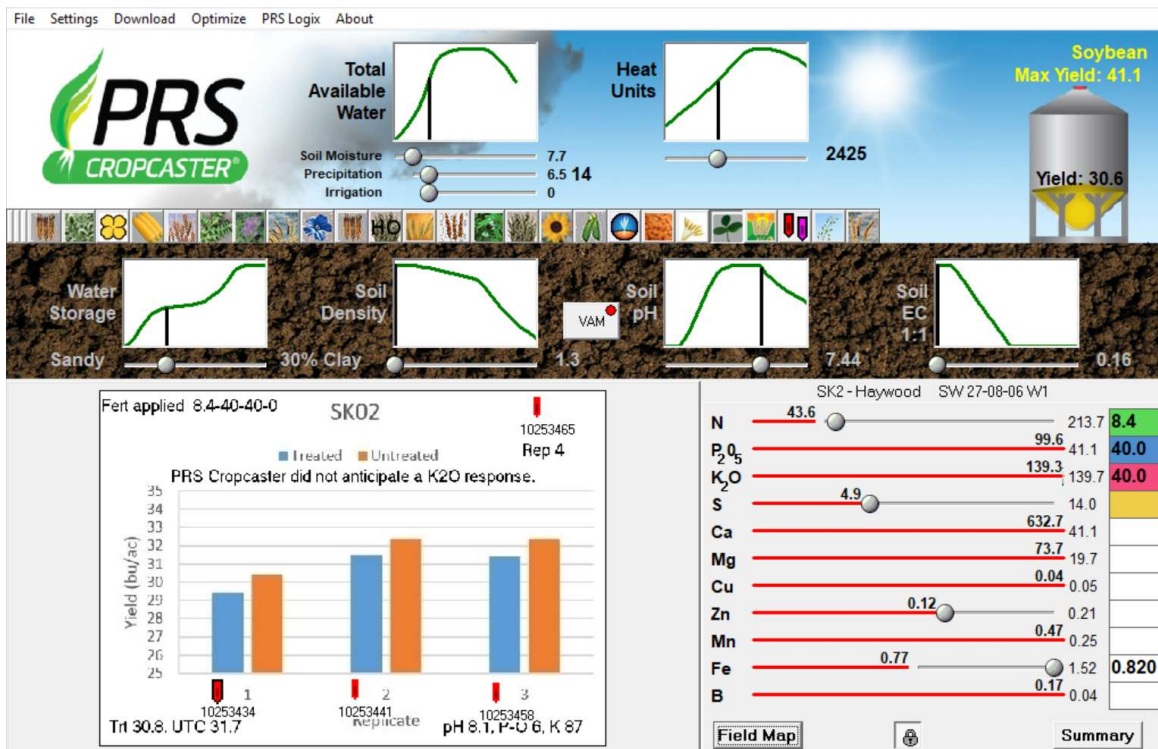 File Settings Download Optimize PRS Logix About
PRS
CROPCASTER®
Total
Available
Water
Soil Moisture 7.7
Precipitation 6.5 14
Irrigation 0
Heat
Units
2425
Soybean
Max Yield: 41.1
Yield: 30.6
HO
Water
Storage
Sandy 30% Clay
Soil
Density
1.3
VAM
Soil
pH
7.44
Soil
EC
1:1
0.16
Fert applied 8.4-40-40-0
SK02
10253465
Rep 4
Treated Untreated
PRS Cropcaster did not anticipate a K2O response.
Yield (bu/ac)
35
34
33
32
31
30
29
28
27
26
25
1 2 3
10253434 10253441 10253458
Replicate
Trt 30.8. UTC 31.7
pH 8.1, P-O 6, K 87
SK2 - Haywood SW 27-08-06 W1
N 43.6 213.7 8.4
P2O5 99.6 41.1 40.0
K2O 139.3 139.7 40.0
S 4.9 14.0
Ca 632.7 41.1
Mg 73.7 19.7
Cu 0.04 0.05
Zn 0.12 0.21
Mn 0.47 0.25
Fe 0.77 1.52 0.820
B 0.17 0.04
Field Map Summary